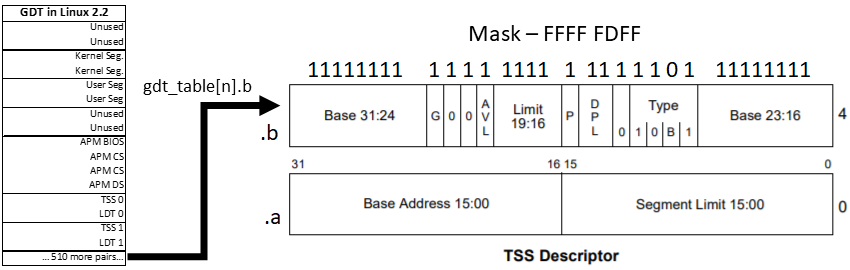 GDT in Linux 2.2
Unused
Unused
Kernel Seg.
Kernel Seg.
User Seg
User Seg
Unused
Unused
APM BIOS
APM CS
APM CS
APM DS
TSS 0
LDT 0
TSS 1
LDT 1
... 510 more pairs...
gdt_table[n].b
Mask – FFFF FDFF
11111111 1 1 1 1 1111 1 11 1 1 1 0 1 11111111
.b
Base 31:24
G
0
0
AVL
Limit
19:16
P
DPL
Type
0 1 0 B 1
Base 23:16
4
31 16 15 0
.a
Base Address 15:00
Segment Limit 15:00
0
TSS Descriptor